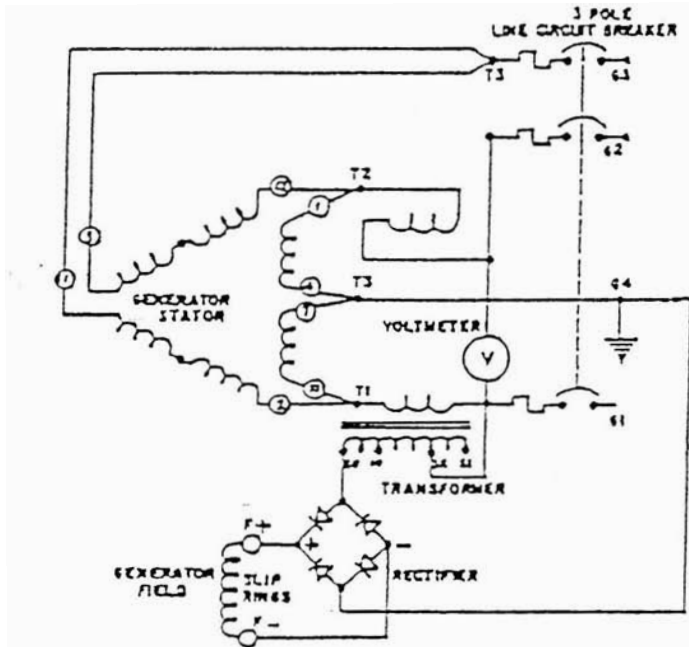 3 POLE
LINE CIRCUIT BREAKER
T3
G3
G2
T2
T3
G4
GENERATOR
STATOR
VOLTMETER
V
T1
G1
TRANSFORMER
F+
+
-
RECTIFIER
GENERATOR
FIELD
SLIP
RINGS
F-